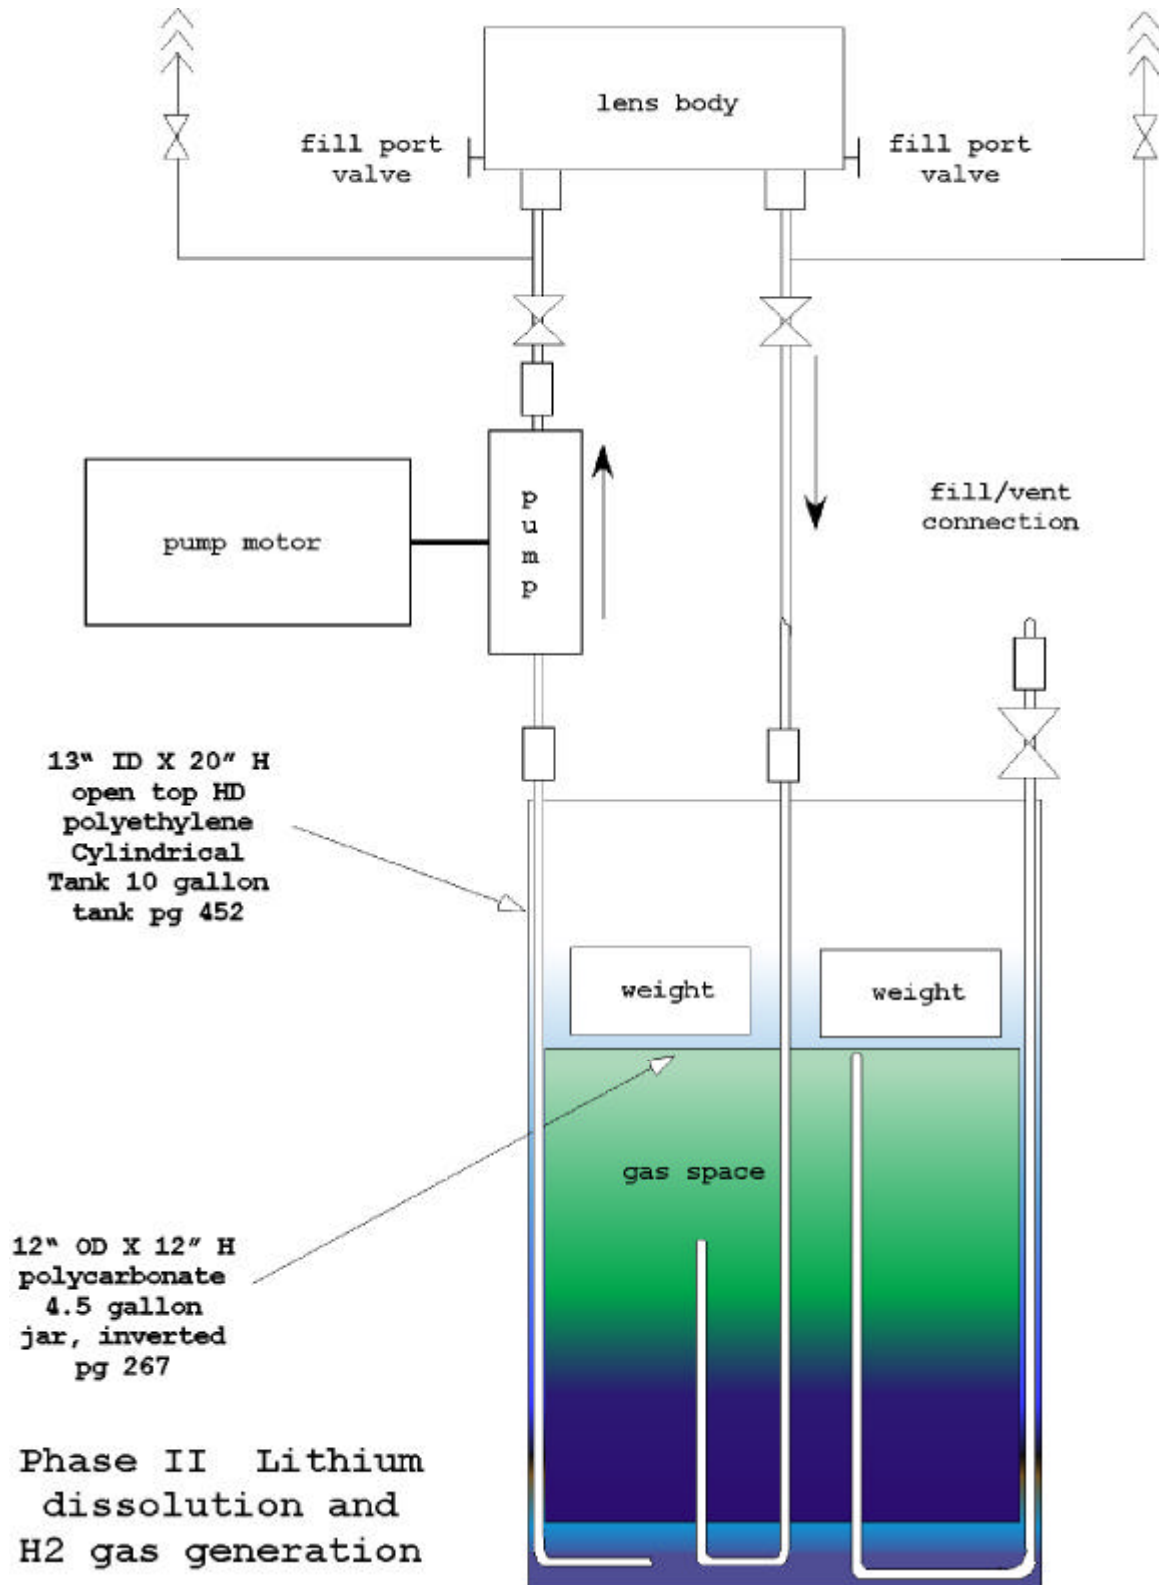 lens body
fill port
valve
fill port
valve
fill/vent
connection
pump
pump motor
13" ID X 20" H
open top HD
polyethylene
Cylindrical
Tank 10 gallon
tank pg 452
weight
weight
gas space
12" OD X 12" H
polycarbonate
4.5 gallon
jar, inverted
pg 267
Phase II Lithium
dissolution and
H2 gas generation